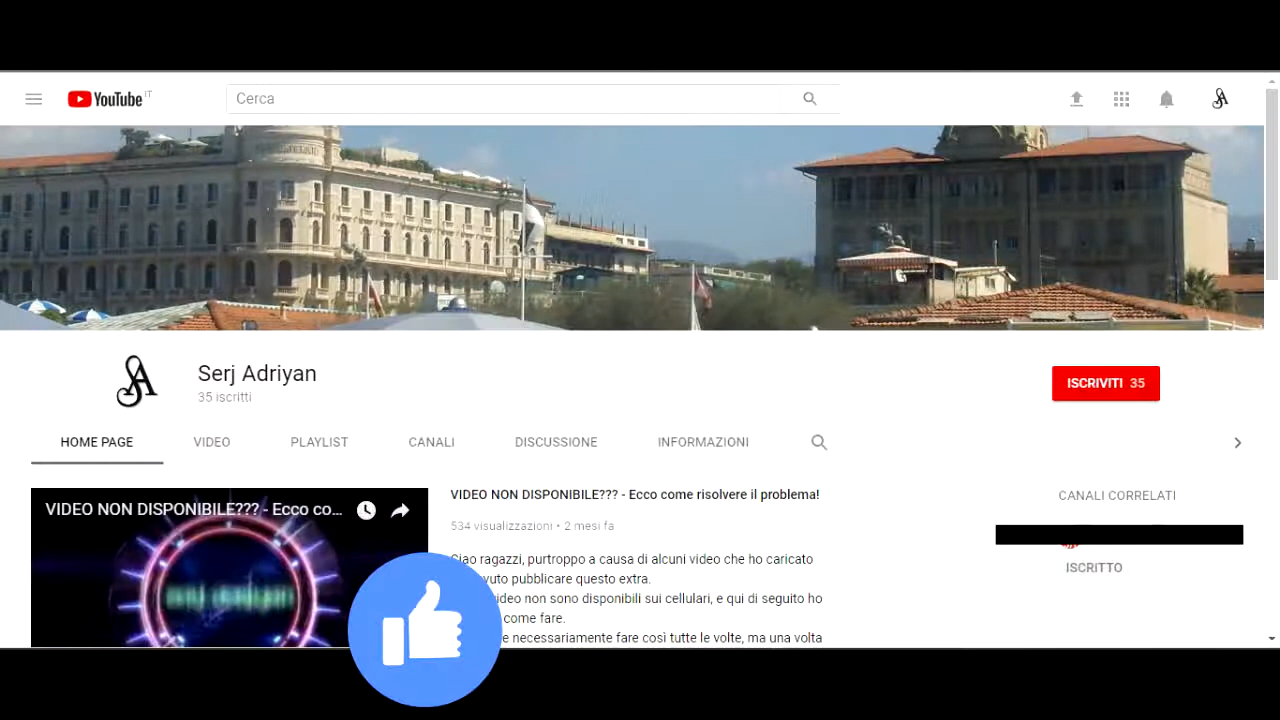 YouTube IT
Cerca
Serj Adriyan
35 iscritti
ISCRIVITI 35
HOME PAGE
VIDEO
PLAYLIST
CANALI
DISCUSSIONE
INFORMAZIONI
VIDEO NON DISPONIBILE??? - Ecco co...
VIDEO NON DISPONIBILE??? - Ecco come risolvere il problema!
534 visualizzazioni • 2 mesi fa
Ciao ragazzi, purtroppo a causa di alcuni video che ho caricato
vuto pubblicare questo extra.
ideo non sono disponibili sui cellulari, e qui di seguito ho
come fare.
e necessariamente fare così tutte le volte, ma una volta
CANALI CORRELATI
ISCRITTO